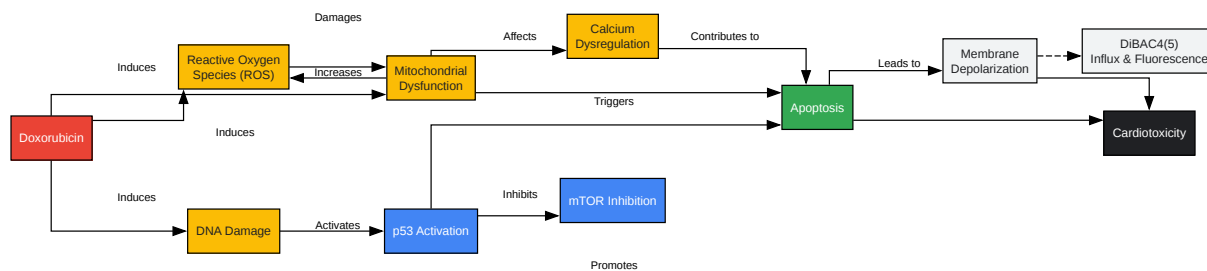 Damages
Calcium
Dysregulation
Affects
Contributes to
Membrane
Depolarization
DiBAC4(5)
Influx & Fluorescence
Reactive Oxygen
Species (ROS)
Induces
Increases
Mitochondrial
Dysfunction
Leads to
Triggers
Apoptosis
Doxorubicin
Induces
Cardiotoxicity
Induces
DNA Damage
Activates
p53 Activation
Inhibits
mTOR Inhibition
Promotes